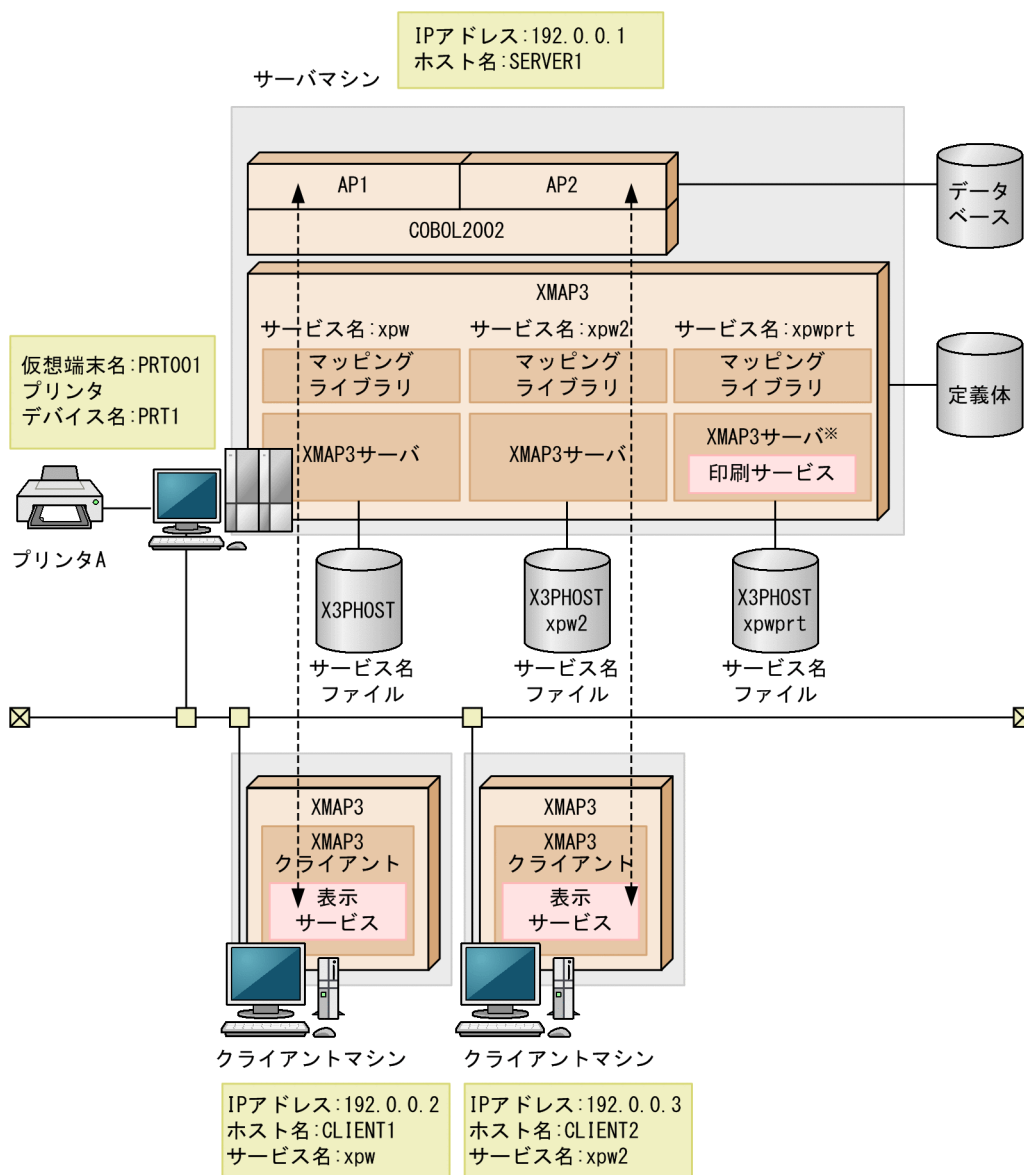 IPアドレス:192.0.0.1
ホスト名:SERVER1
サーバマシン
AP1
AP2
COBOL2002
データ
ベース
XMAP3
サービス名:xpw
サービス名:xpw2
サービス名:xpwprt
マッピング
ライブラリ
マッピング
ライブラリ
マッピング
ライブラリ
定義体
仮想端末名:PRT001
プリンタ
デバイス名:PRT1
XMAP3サーバ
XMAP3サーバ
XMAP3サーバ※
印刷サービス
プリンタA
X3PHOST
X3PHOST
xpw2
X3PHOST
xpwprt
サービス名
ファイル
サービス名
ファイル
サービス名
ファイル
XMAP3
XMAP3
クライアント
表示
サービス
XMAP3
XMAP3
クライアント
表示
サービス
クライアントマシン
クライアントマシン
IPアドレス:192.0.0.2
ホスト名:CLIENT1
サービス名:xpw
IPアドレス:192.0.0.3
ホスト名:CLIENT2
サービス名:xpw2